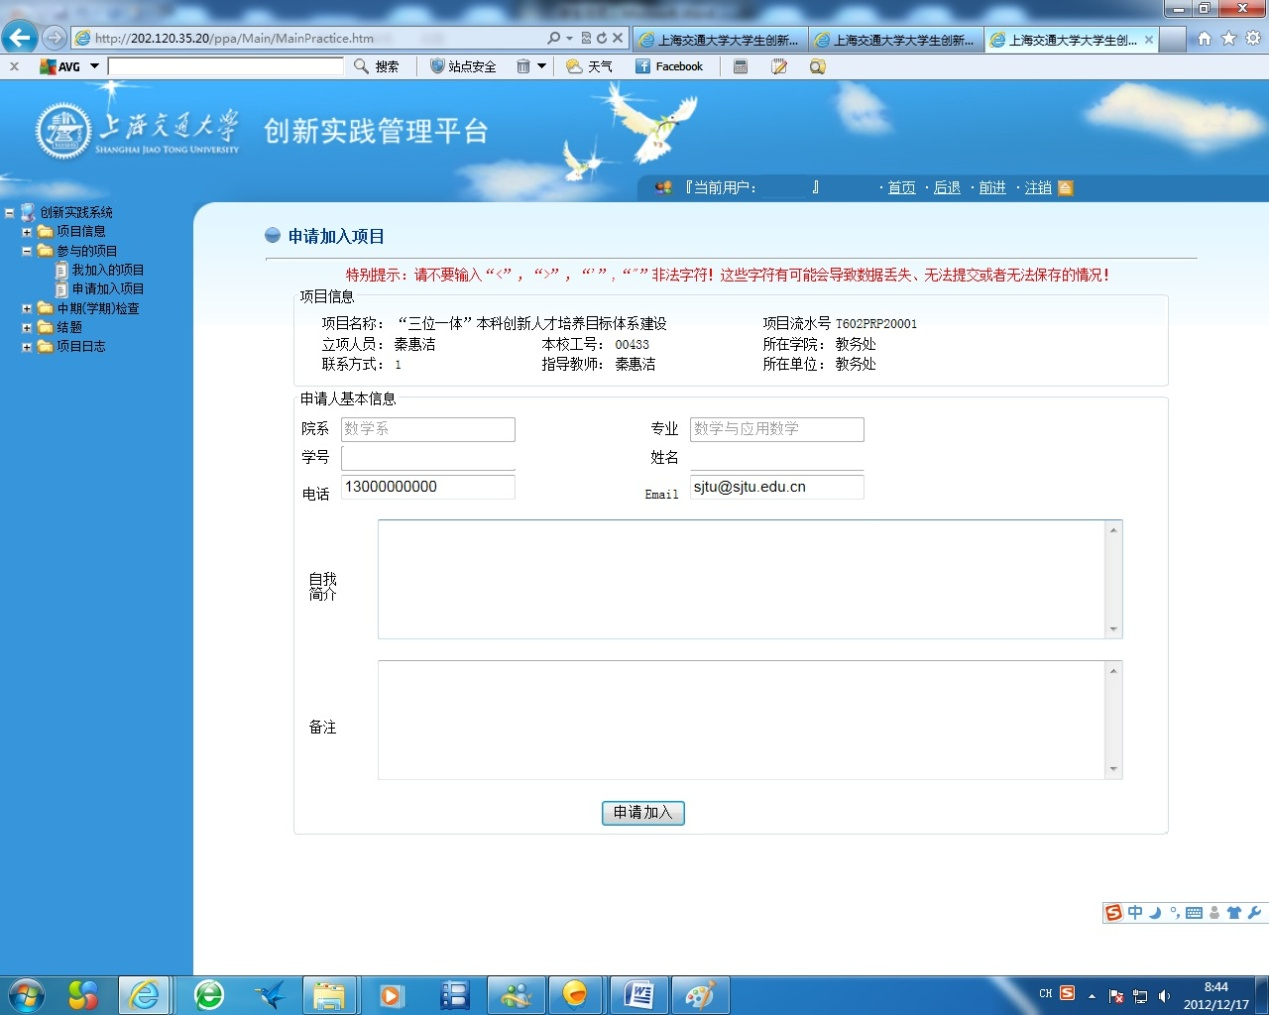 http://202.120.35.20/ppa/Main/MainPractice.htm
上海交通大学大学生创新...
上海交通大学大学生创新...
上海交通大学大学生创...
AVG
搜索
站点安全
天气
Facebook
上海交通大学
SHANGHAI JIAO TONG UNIVERSITY
创新实践管理平台
『当前用户: 』
·首页 ·后退 ·前进 ·注销
创新实践系统
项目信息
参与的项目
我加入的项目
申请加入项目
中期(学期)检查
结题
项目日志
申请加入项目
特别提示：请不要输入“<”，“>”，“'”,“"”非法字符！这些字符有可能会导致数据丢失、无法提交或者无法保存的情况！
项目信息
项目名称： “三位一体”本科创新人才培养目标体系建设 项目流水号 T602PRP20001
立项人员： 秦惠洁 本校工号： 00433 所在学院： 教务处
联系方式： 1 指导教师： 秦惠洁 所在单位： 教务处
申请人基本信息
院系 数学系 专业 数学与应用数学
学号 姓名
电话 13000000000 Email sjtu@sjtu.edu.cn
自我
简介
备注
申请加入
中
CH
8:44
2012/12/17